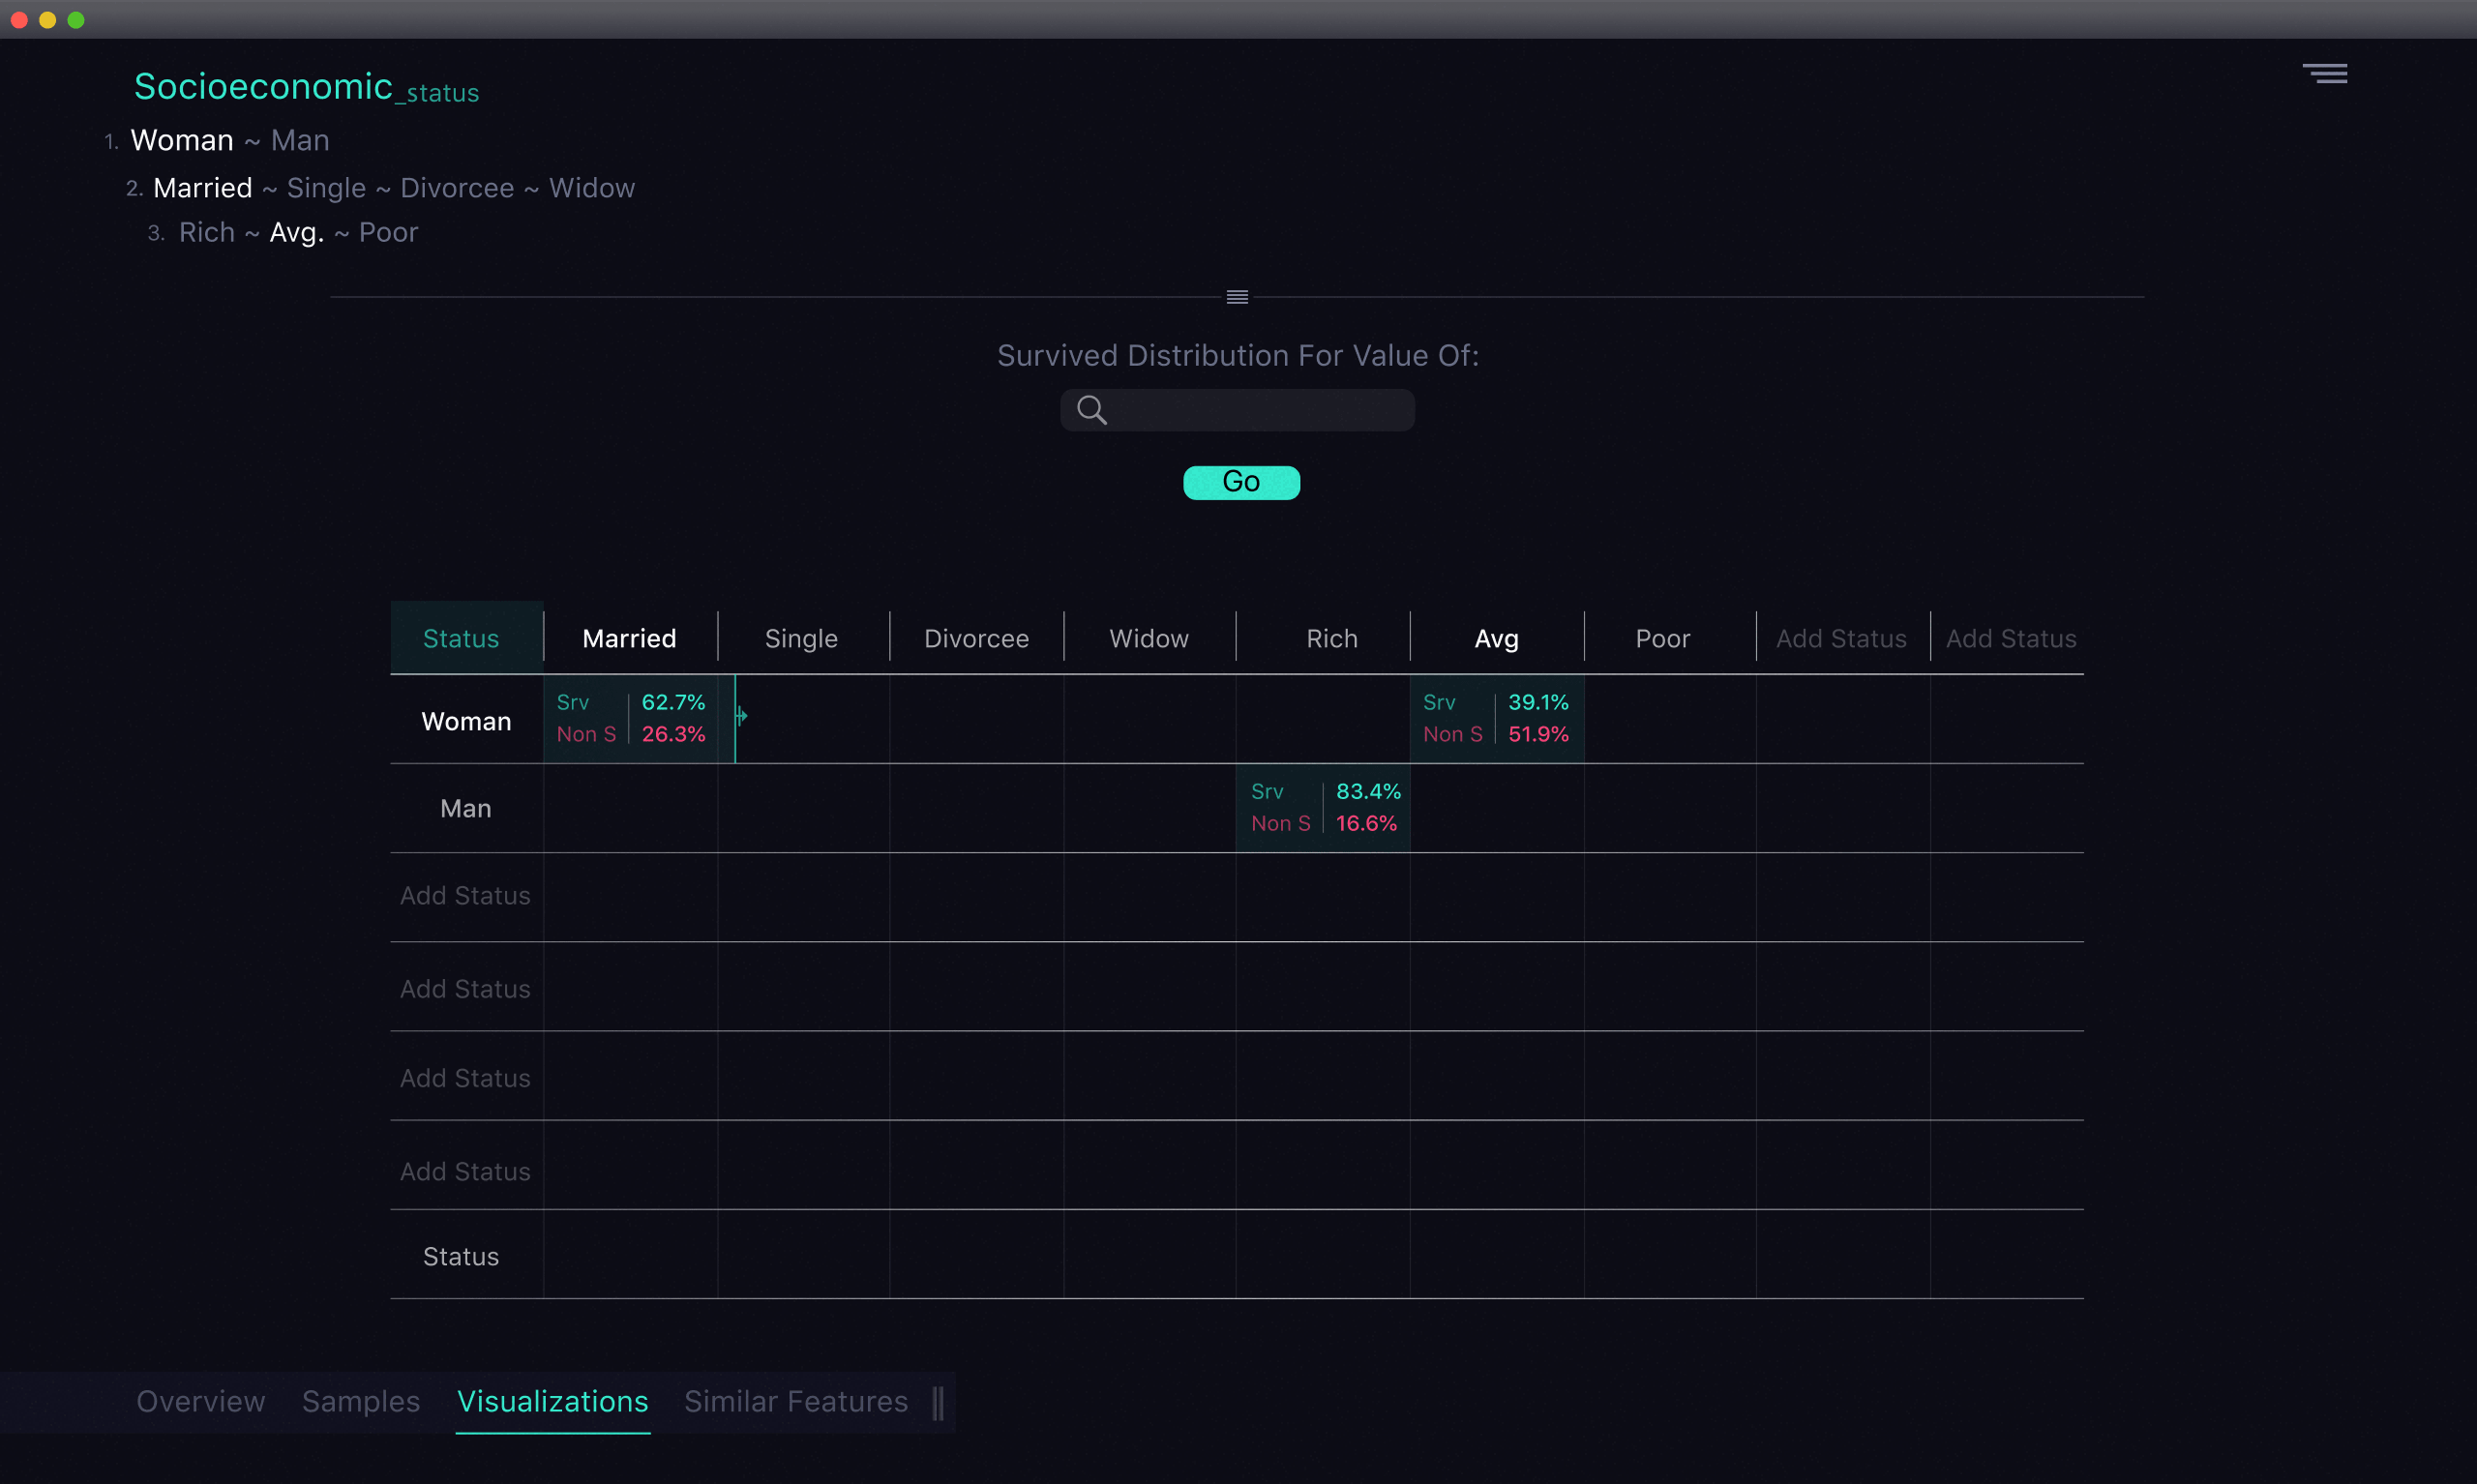 Socioeconomic_status
1. Woman ~ Man
2. Married ~ Single ~ Divorcee ~ Widow
3. Rich ~ Avg. ~ Poor
Survived Distribution For Value Of:
Go
Status Married Single Divorcee Widow Rich Avg Poor Add Status Add Status
Woman
Srv 62.7%
Non S 26.3%
Srv 39.1%
Non S 51.9%
Man
Srv 83.4%
Non S 16.6%
Add Status
Add Status
Add Status
Add Status
Status
Overview Samples Visualizations Similar Features